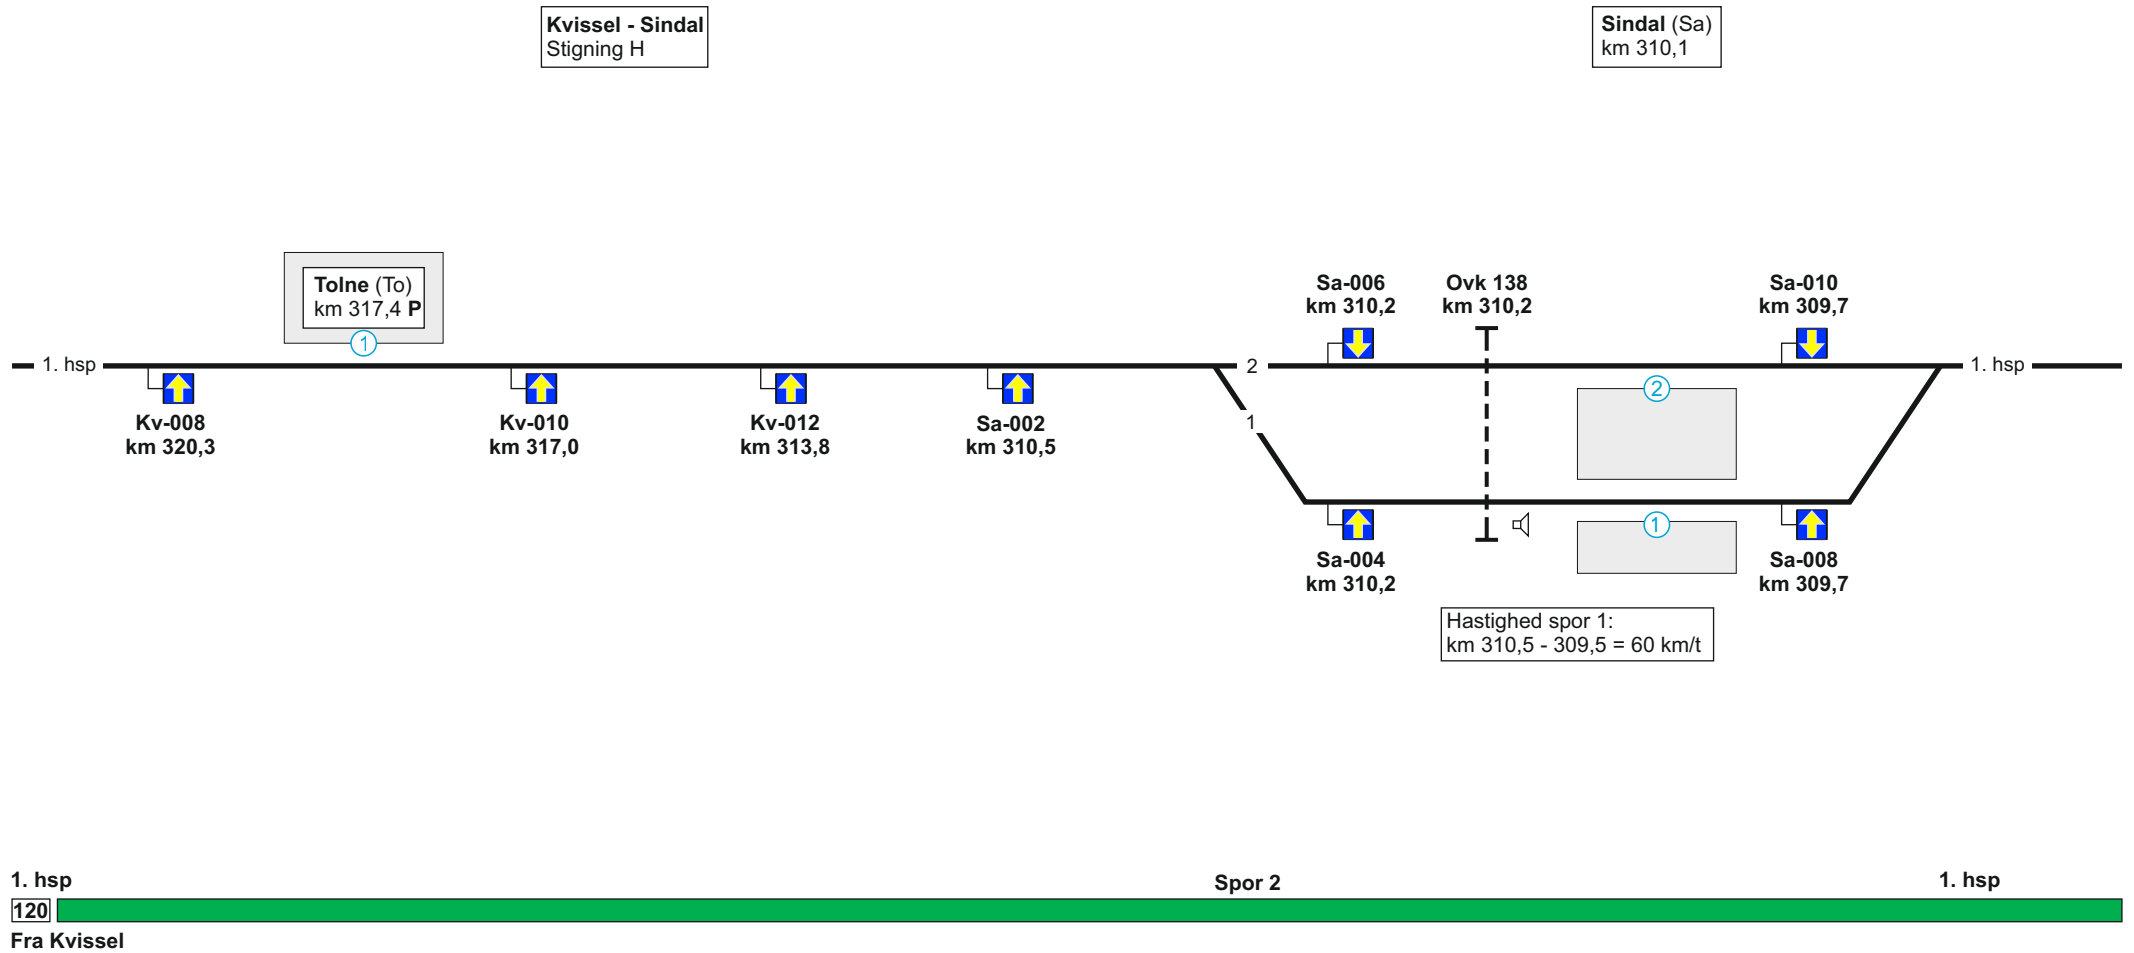 Kvissel - Sindal
Stigning H
Sindal (Sa)
km 310,1
Tolne (To)
km 317,4 P
1
Sa-006
km 310,2
Ovk 138
km 310,2
Sa-010
km 309,7
1. hsp
2
1. hsp
Kv-008
km 320,3
Kv-010
km 317,0
Kv-012
km 313,8
Sa-002
km 310,5
1
2
1
Sa-004
km 310,2
Sa-008
km 309,7
Hastighed spor 1:
km 310,5 - 309,5 = 60 km/t
1. hsp
Spor 2
1. hsp
120
Fra Kvissel